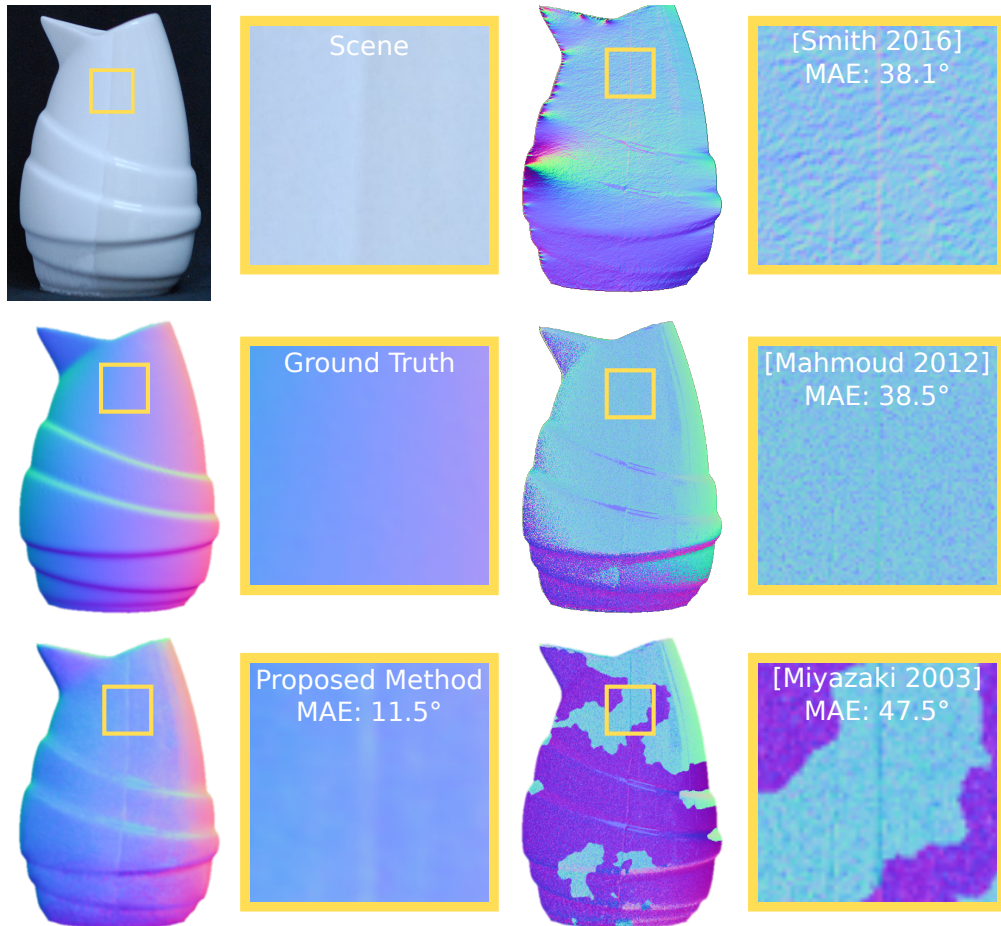 Scene
[Smith 2016]
MAE: 38.1°
Ground Truth
[Mahmoud 2012]
MAE: 38.5°
Proposed Method
MAE: 11.5°
[Miyazaki 2003]
MAE: 47.5°